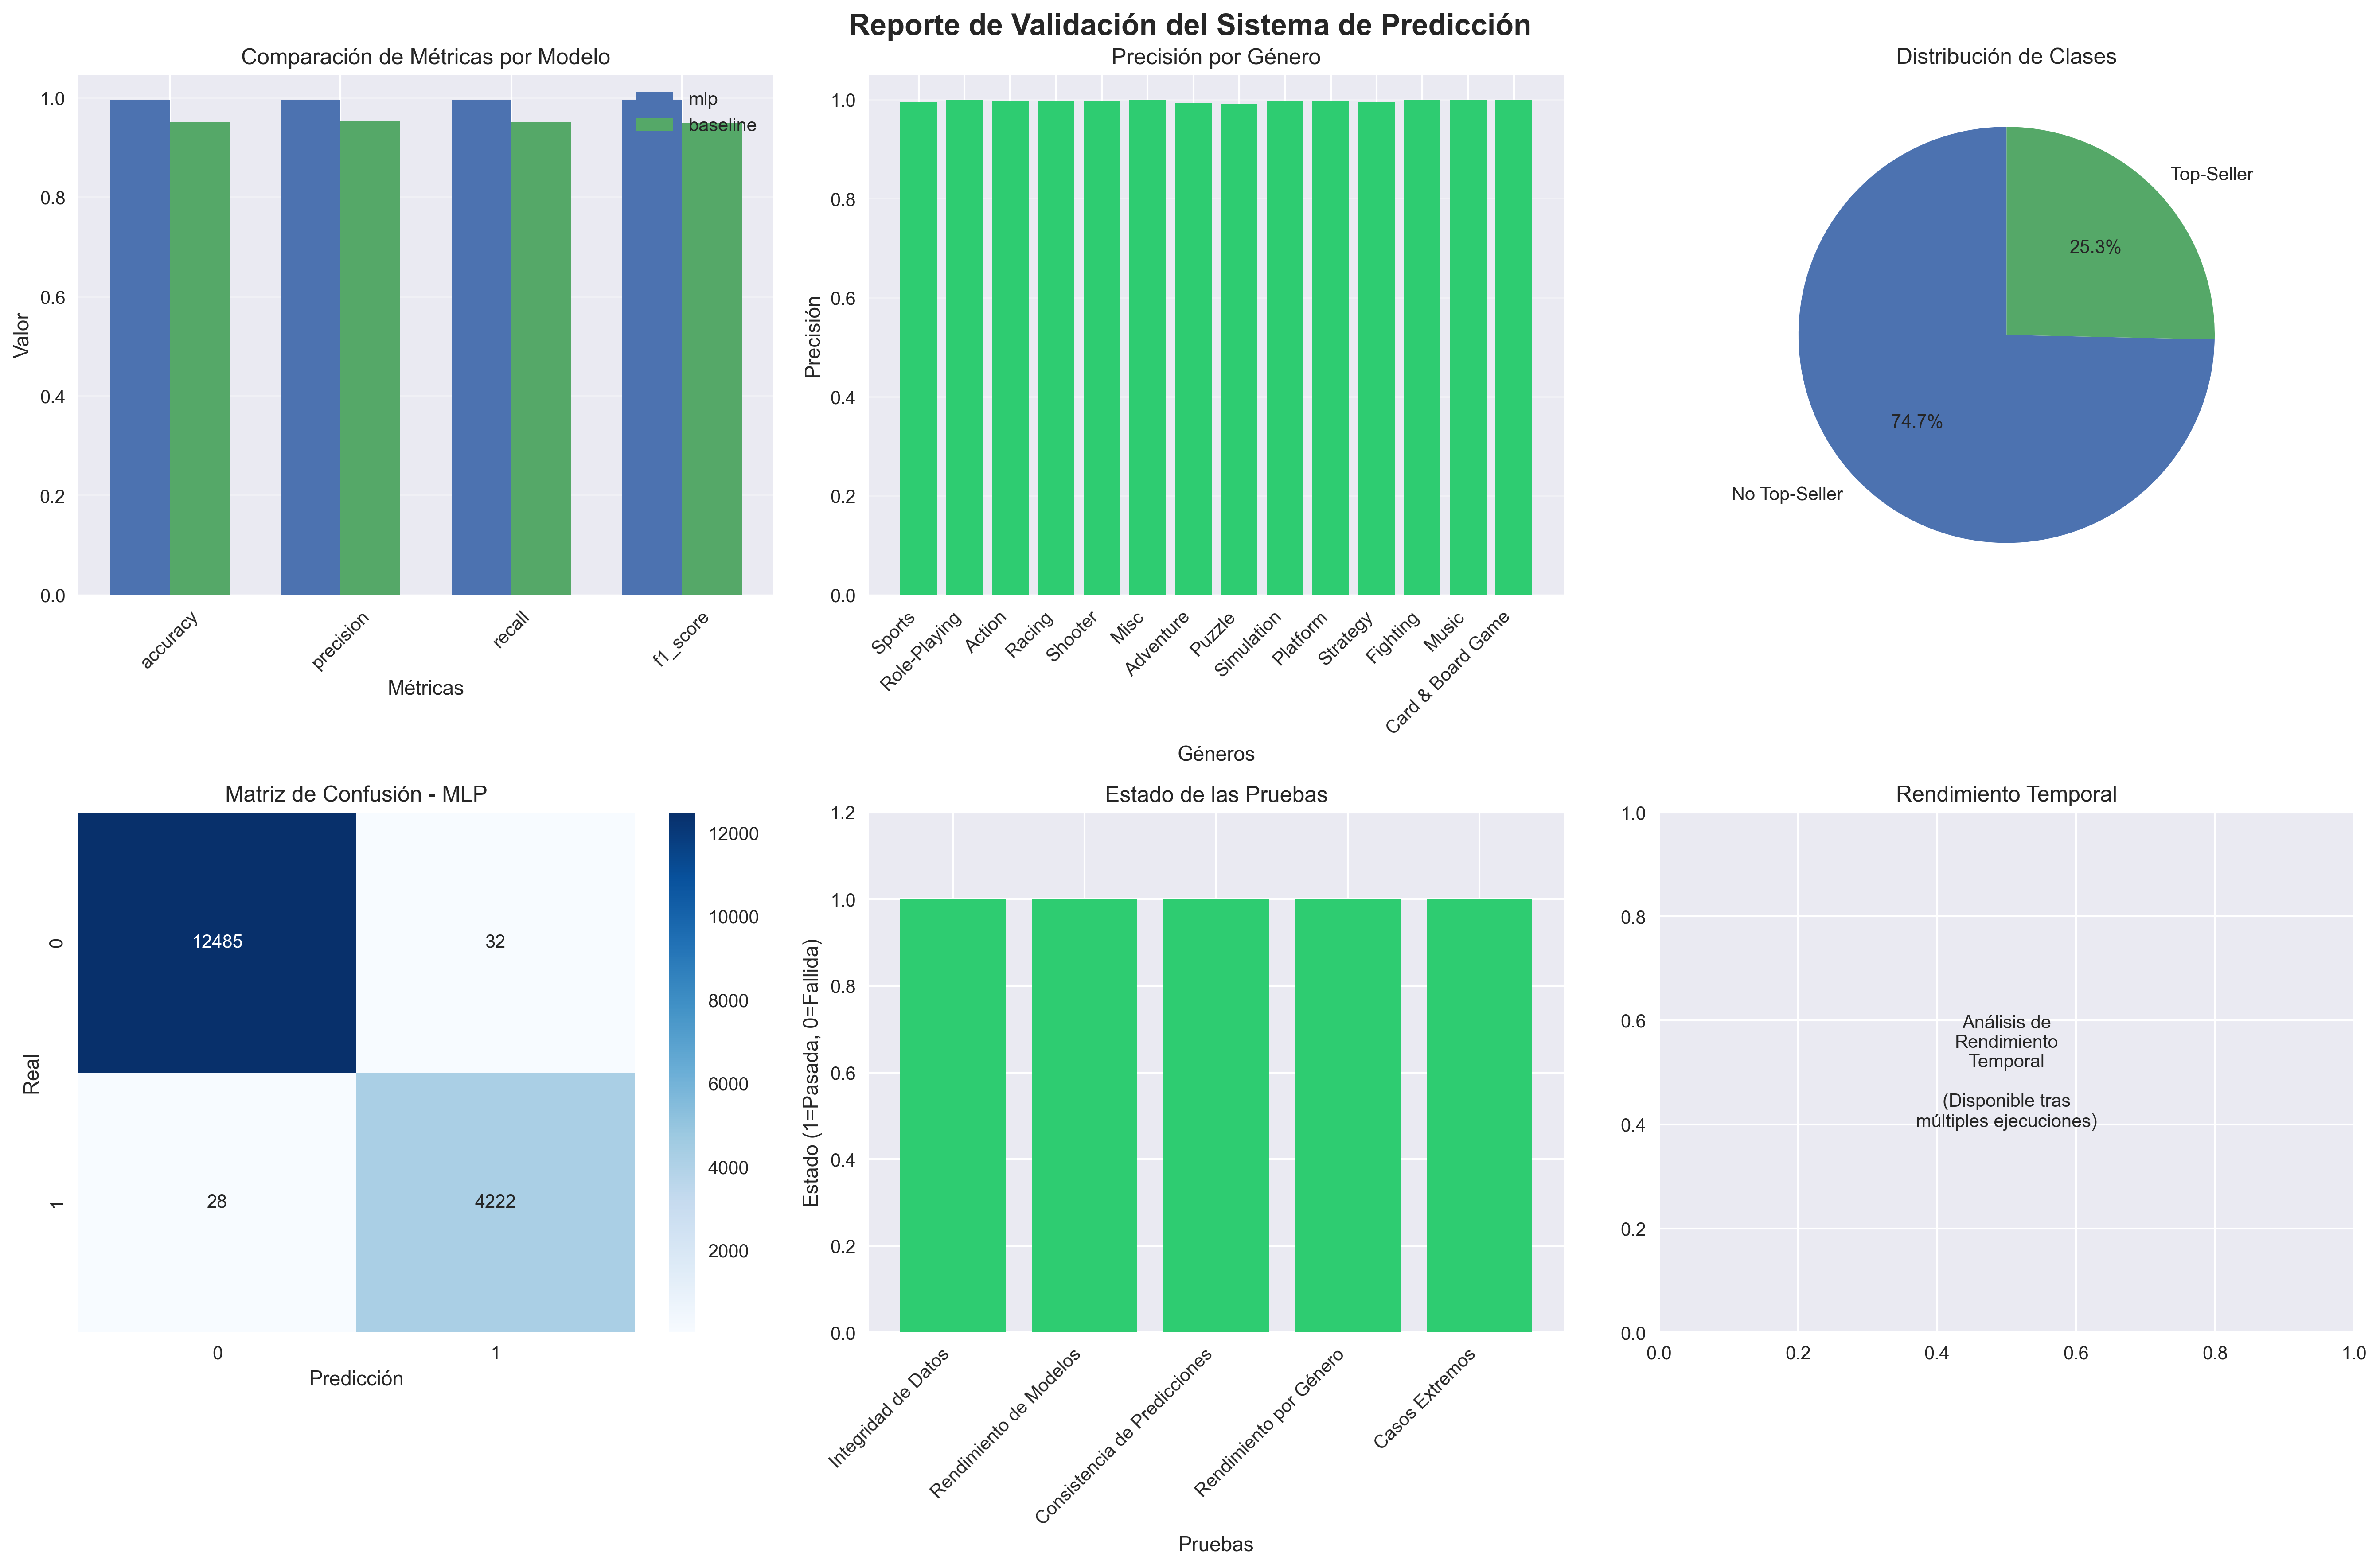 Reporte de Validación del Sistema de Predicción
Comparación de Métricas por Modelo
mlp
baseline
1.0
0.8
0.6
0.4
0.2
0.0
Valor
accuracy
precision
recall
f1_score
Métricas
Precisión por Género
1.0
0.8
0.6
0.4
0.2
0.0
Precisión
Sports
Role-Playing
Action
Racing
Shooter
Misc
Adventure
Puzzle
Simulation
Platform
Strategy
Fighting
Music
Card & Board Game
Géneros
Distribución de Clases
Top-Seller
25.3%
74.7%
No Top-Seller
Matriz de Confusión - MLP
12485
32
28
4222
0
1
Real
0
1
Predicción
12000
10000
8000
6000
4000
2000
Estado de las Pruebas
1.2
1.0
0.8
0.6
0.4
0.2
0.0
Estado (1=Pasada, 0=Fallida)
Integridad de Datos
Rendimiento de Modelos
Consistencia de Predicciones
Rendimiento por Género
Casos Extremos
Pruebas
Rendimiento Temporal
1.0
0.8
0.6
0.4
0.2
0.0
Análisis de
Rendimiento
Temporal
(Disponible tras
múltiples ejecuciones)
0.0
0.2
0.4
0.6
0.8
1.0